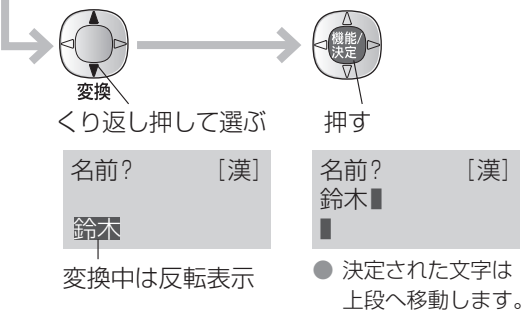 変換
くり返し押して選ぶ
名前? [漢]
鈴木
変換中は反転表示
機能/
決定
押す
名前? [漢]
鈴木
● 決定された文字は
上段へ移動します。